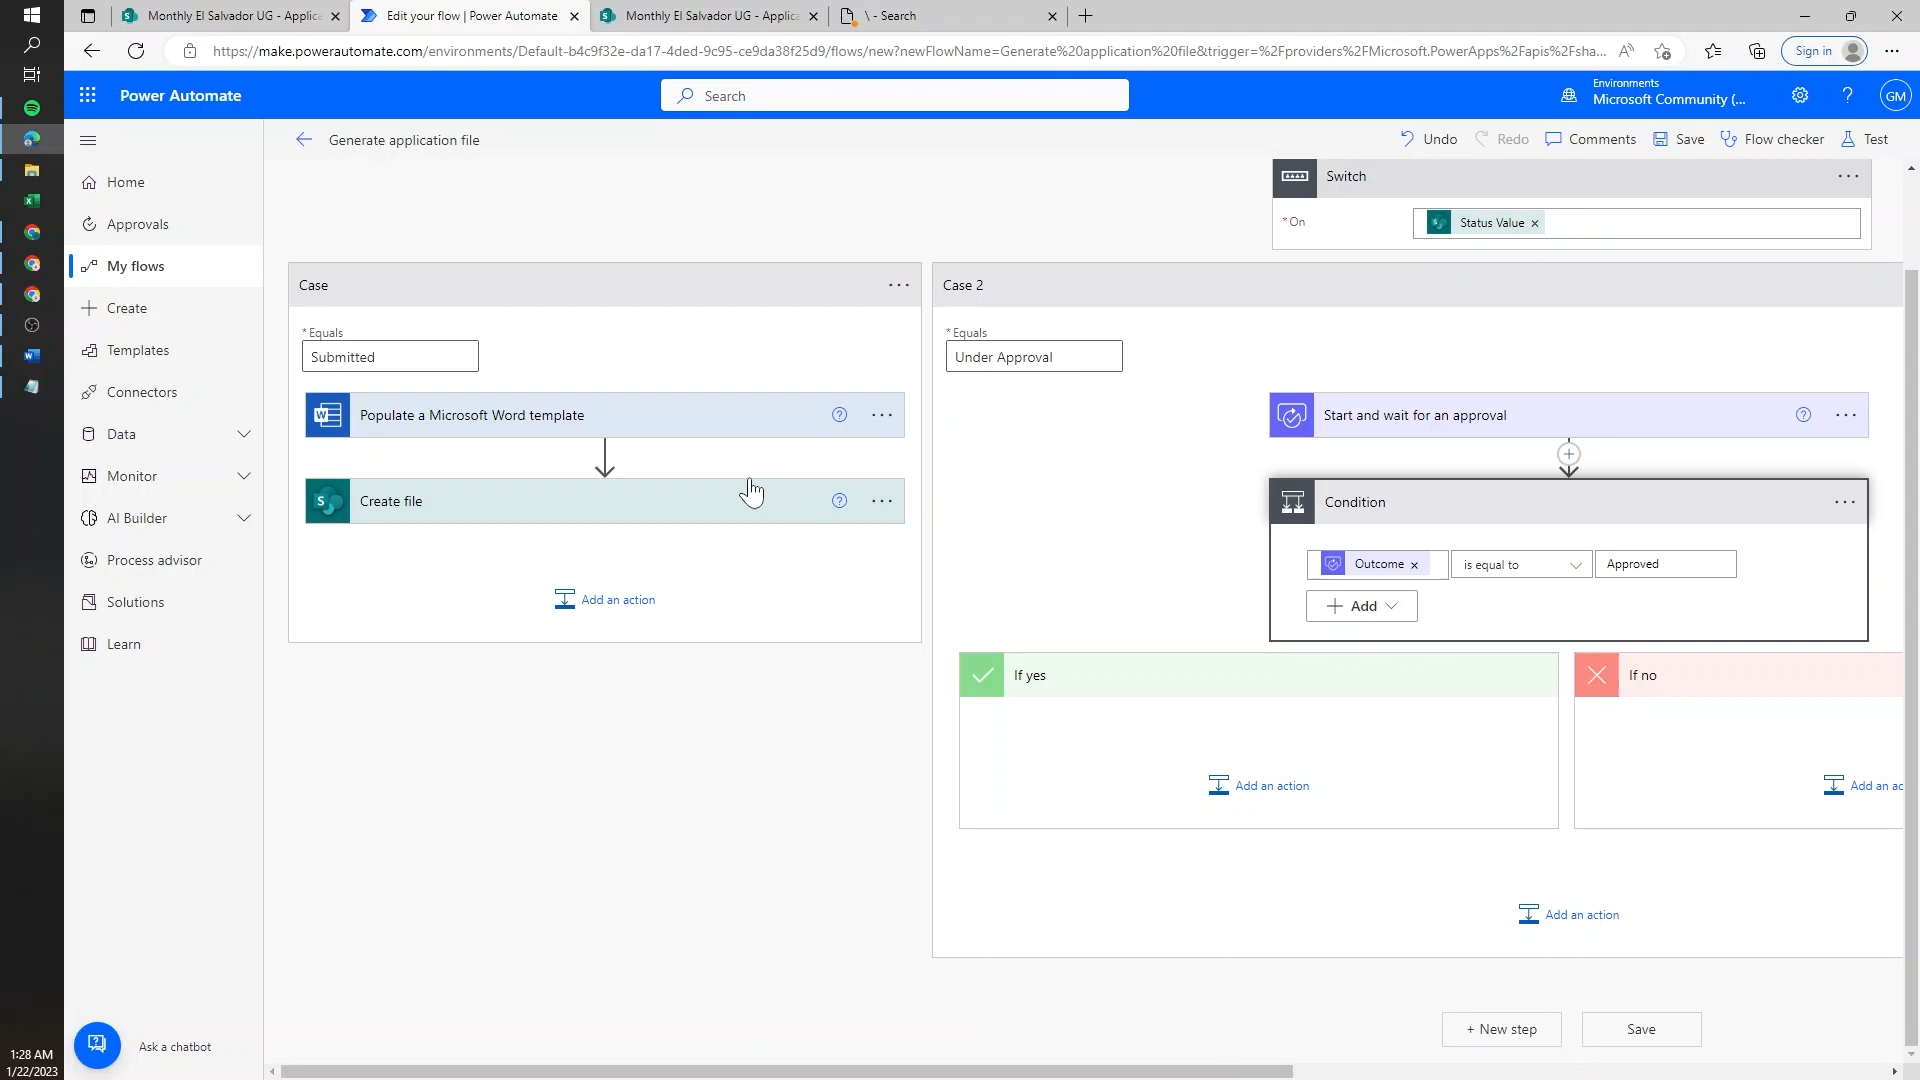 Monthly El Salvador UG - Applica
Edit your flow | Power Automate
Monthly El Salvador UG - Applica
\ - Search
https://make.powerautomate.com/environments/Default-b4c9f32e-da17-4ded-9c95-ce9da38f25d9/flows/new?newFlowName=Generate%20application%20file&trigger=%2Fproviders%2FMicrosoft.PowerApps%2Fapis%2Fsha...
Sign in
Power Automate
Search
Environments
Microsoft Community (...
GM
Generate application file
Undo
Redo
Comments
Save
Flow checker
Test
Home
Approvals
My flows
Create
Templates
Connectors
Data
Monitor
AI Builder
Process advisor
Solutions
Learn
Ask a chatbot
Switch
* On
Status Value
Case
* Equals
Submitted
Populate a Microsoft Word template
Create file
Add an action
Case 2
* Equals
Under Approval
Start and wait for an approval
Condition
Outcome
is equal to
Approved
Add
If yes
Add an action
If no
Add an ac
Add an action
+ New step
Save
1:28 AM
1/22/2023